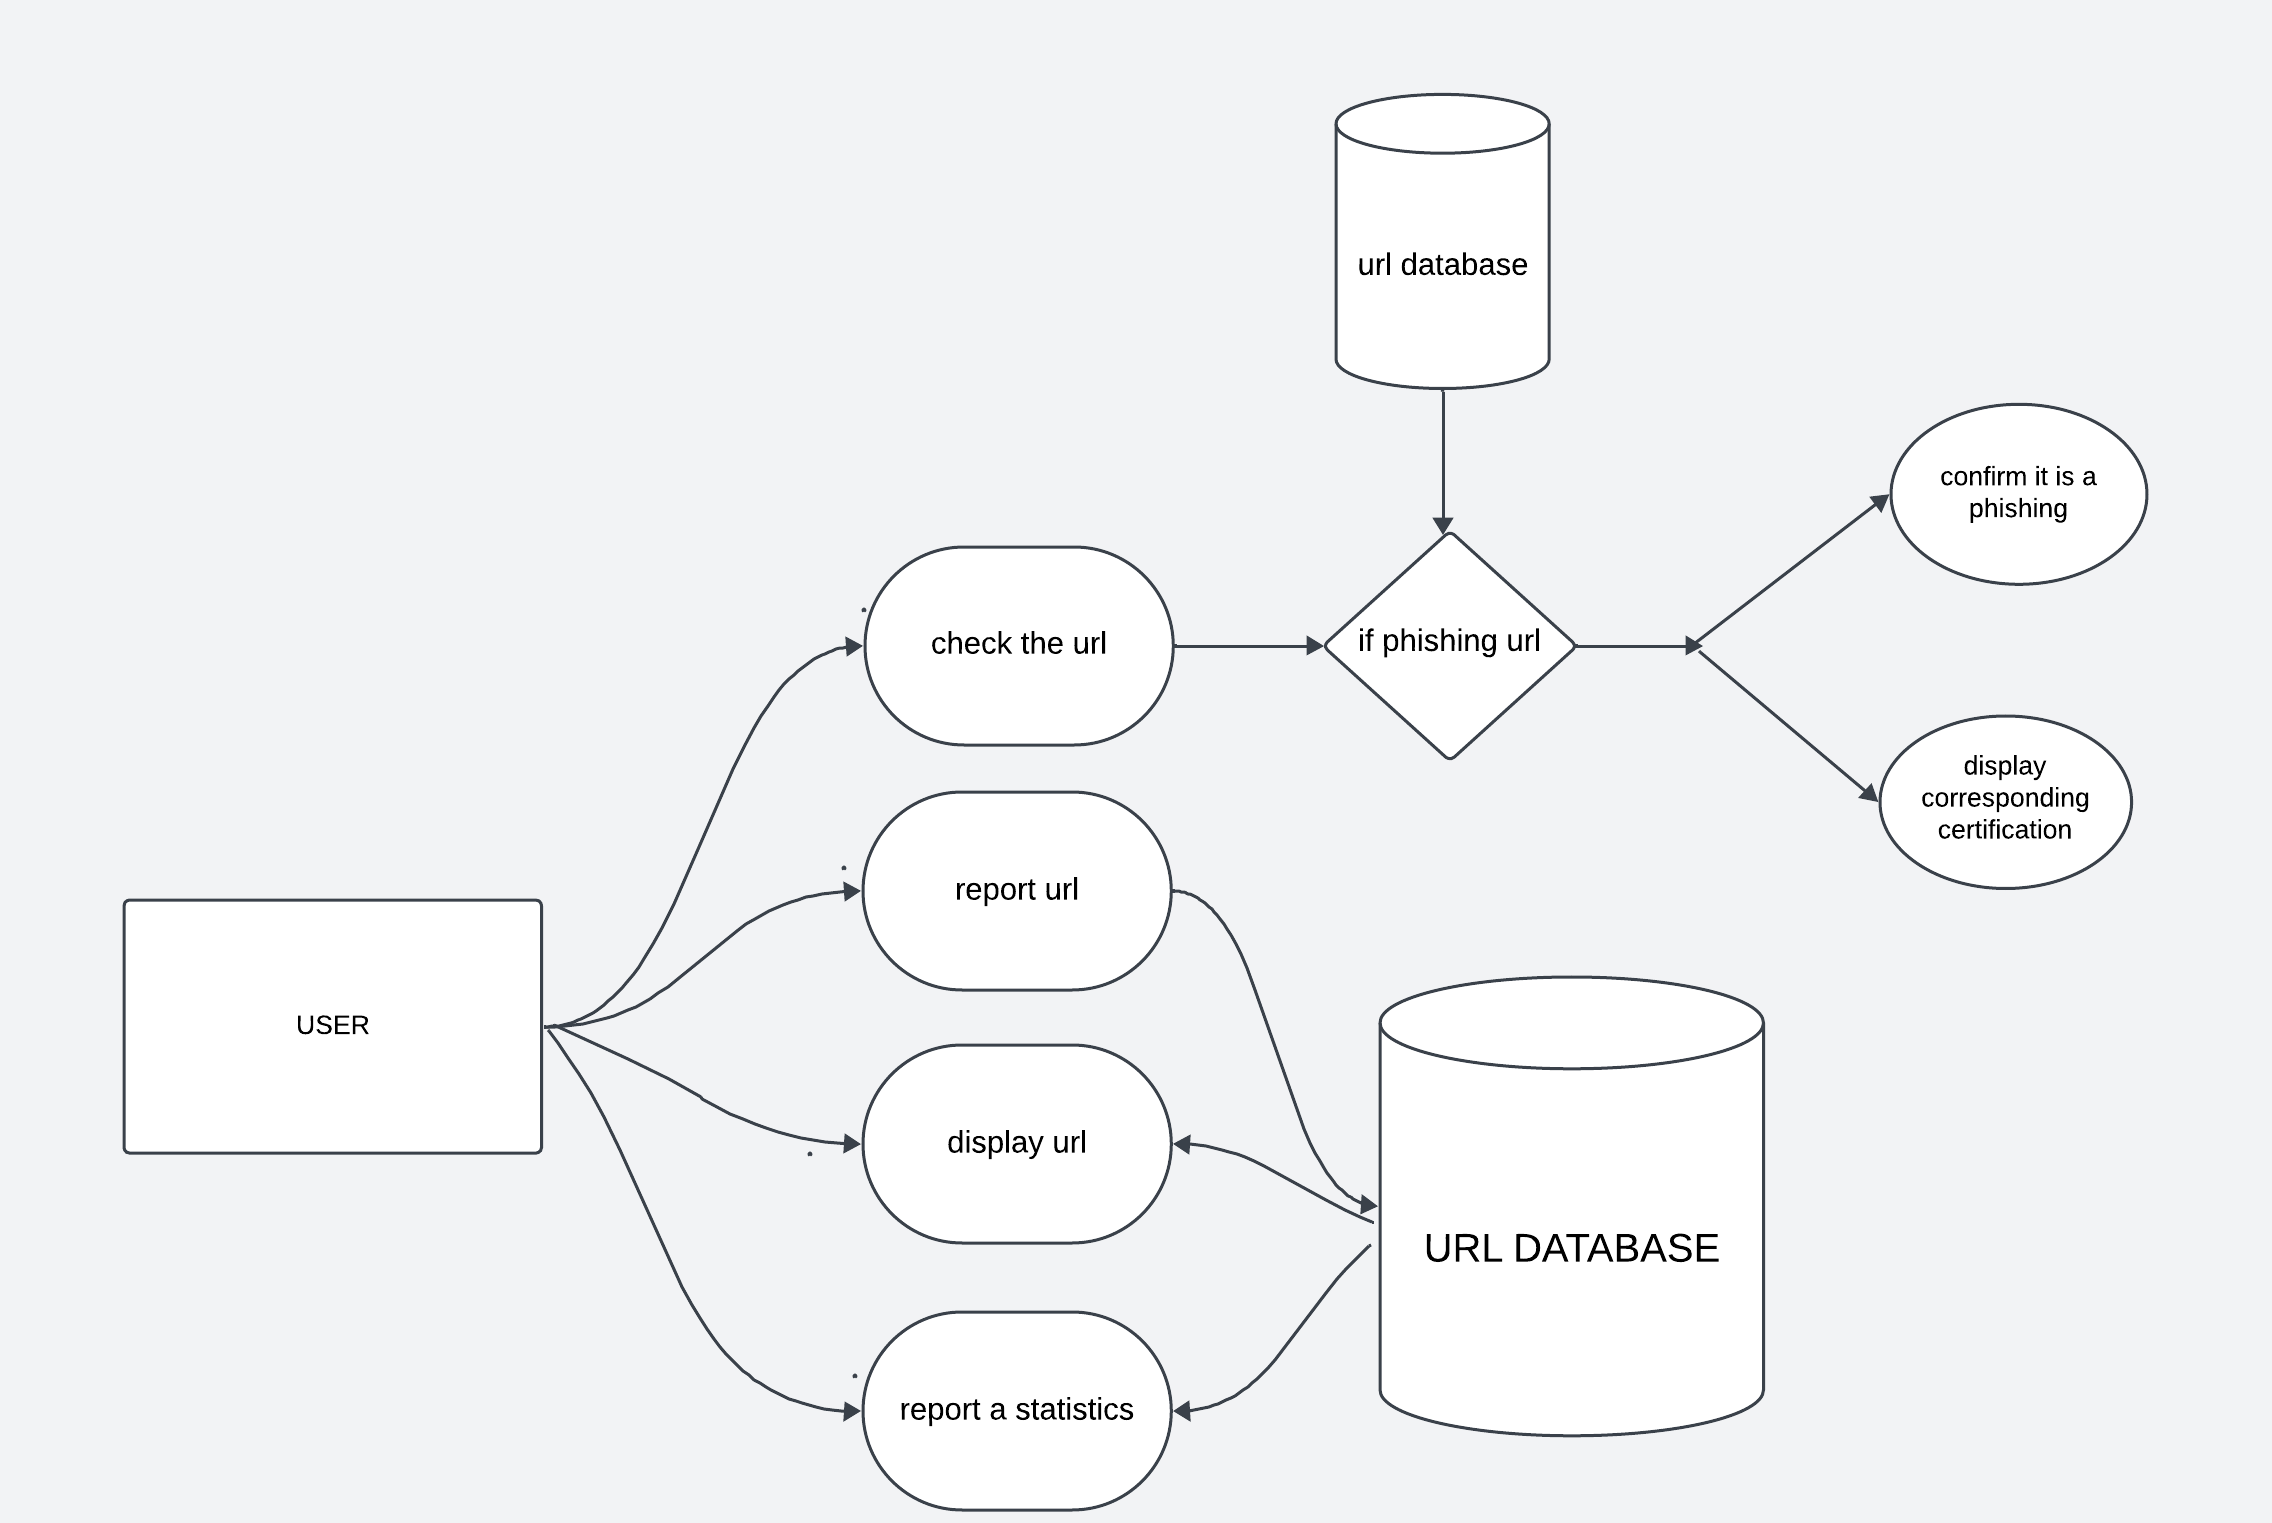 url database
confirm it is a
phishing
check the url
if phishing url
display
corresponding
certification
report url
USER
display url
URL DATABASE
report a statistics